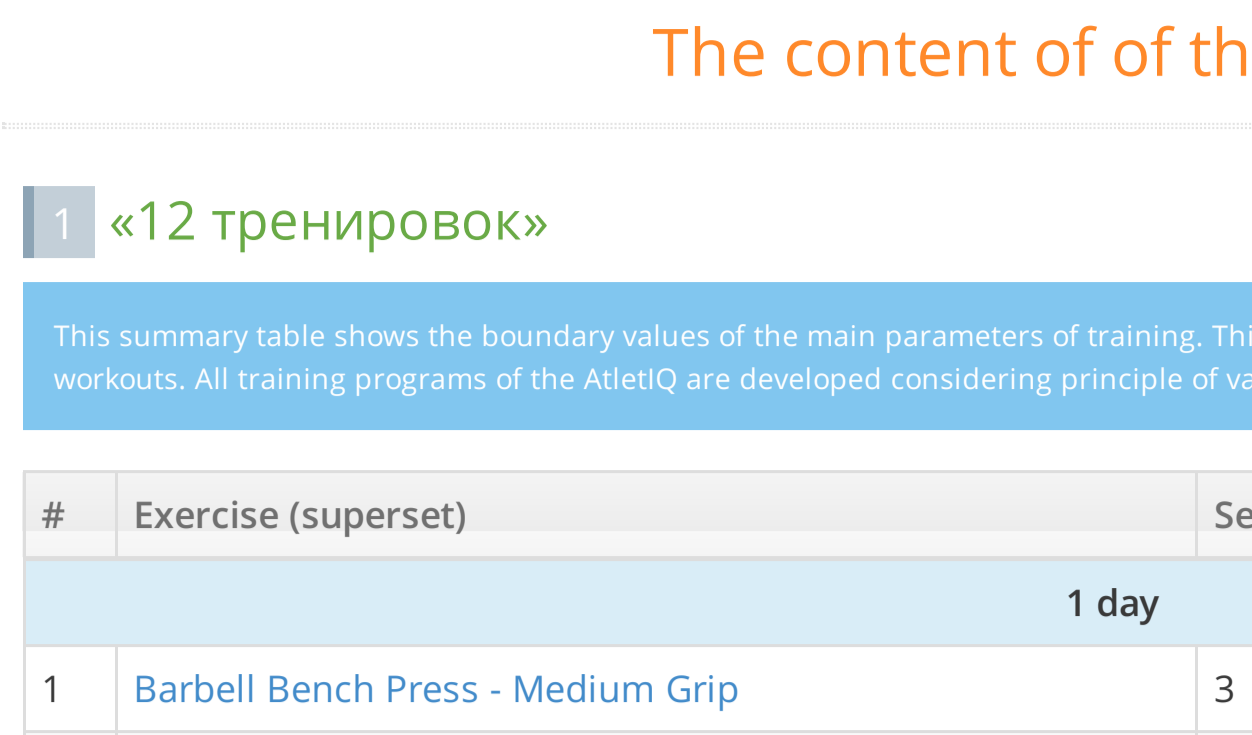 The content of of th
1 «12 тренировок»
This summary table shows the boundary values of the main parameters of training. Thi
workouts. All training programs of the AtletIQ are developed considering principle of va
# Exercise (superset) Se
1 day
1 Barbell Bench Press - Medium Grip 3